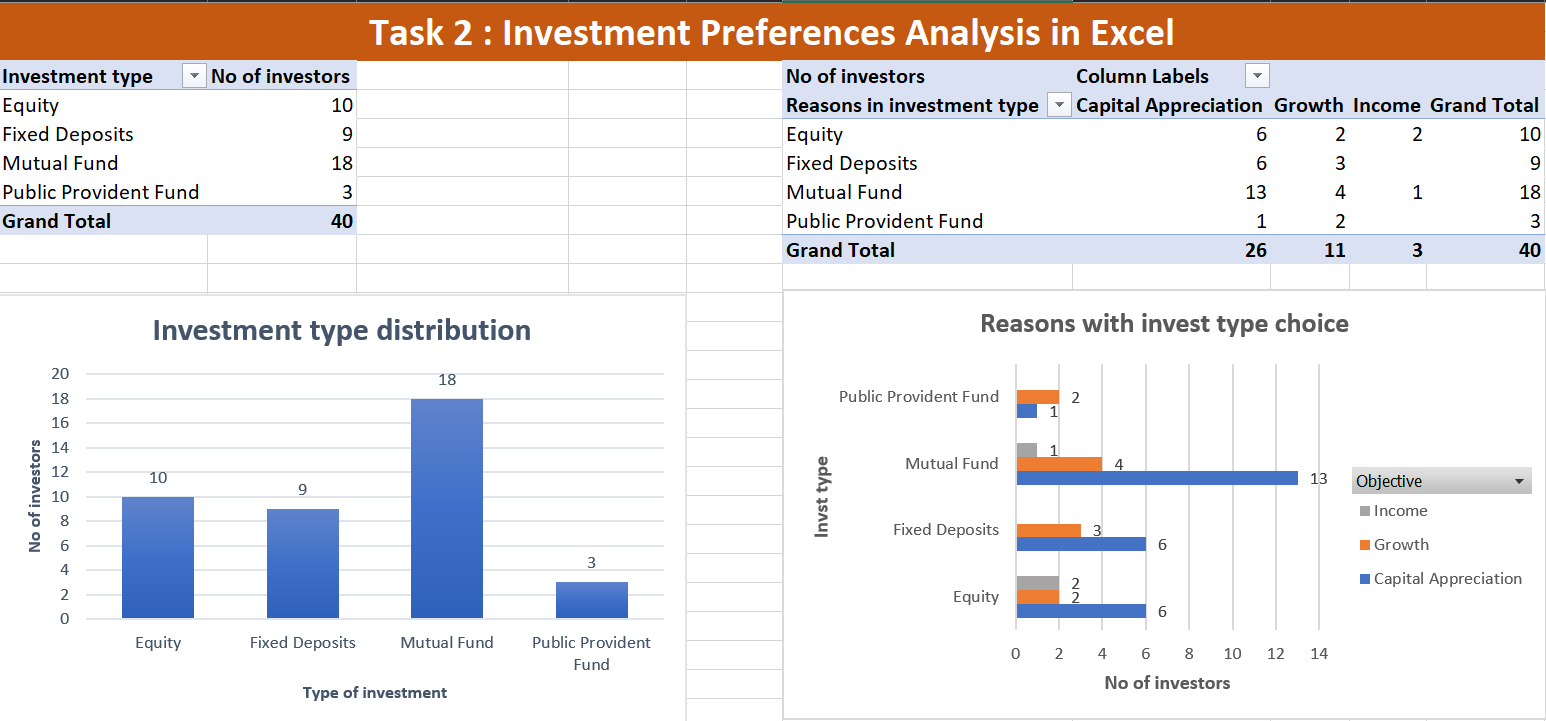 Task 2 : Investment Preferences Analysis in Excel
Investment type No of investors
Equity 10
Fixed Deposits 9
Mutual Fund 18
Public Provident Fund 3
Grand Total 40
No of investors Column Labels
Reasons in investment type Capital Appreciation Growth Income Grand Total
Equity 6 2 2 10
Fixed Deposits 6 3 9
Mutual Fund 13 4 1 18
Public Provident Fund 1 2 3
Grand Total 26 11 3 40
Investment type distribution
No of investors
20
18
16
14
12
10
8
6
4
2
0
10
9
18
3
Equity
Fixed Deposits
Mutual Fund
Public Provident
Fund
Type of investment
Reasons with invest type choice
Invst type
Public Provident Fund
2
1
Mutual Fund
1
4
13
Fixed Deposits
3
6
Equity
2
2
6
0 2 4 6 8 10 12 14
No of investors
Objective
Income
Growth
Capital Appreciation